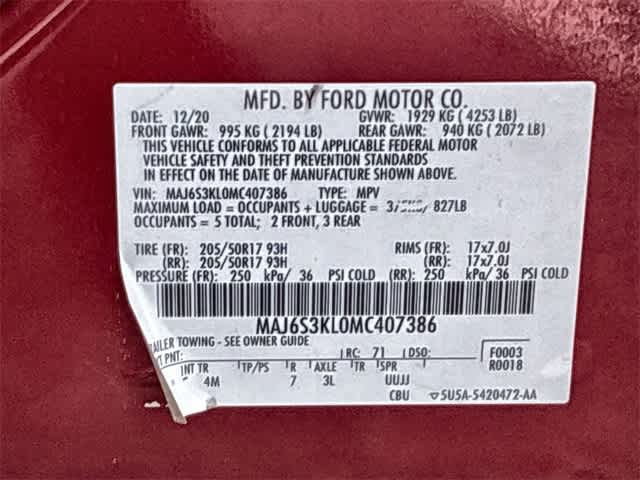 MFD. BY FORD MOTOR CO.
DATE: 12/20 GVWR: 1929 KG ( 4253 LB)
FRONT GAWR: 995 KG ( 2194 LB) REAR GAWR: 940 KG ( 2072 LB)
THIS VEHICLE CONFORMS TO ALL APPLICABLE FEDERAL MOTOR
VEHICLE SAFETY AND THEFT PREVENTION STANDARDS
IN EFFECT ON THE DATE OF MANUFACTURE SHOWN ABOVE.
VIN: MAJ6S3KL0MC407386 TYPE: MPV
MAXIMUM LOAD = OCCUPANTS + LUGGAGE = 827LB
OCCUPANTS = 5 TOTAL; 2 FRONT, 3 REAR
TIRE (FR): 205/50R17 93H RIMS (FR): 17x7.0J
(RR): 205/50R17 93H (RR): 17x7.0J
PRESSURE (FR): 250 kPa/ 36 PSI COLD (RR): 250 kPa/ 36 PSI COLD
MAJ6S3KL0MC407386
AILER TOWING - SEE OWNER GUIDE
PNT: RC: 71 DSO: F0003
R0018
INT TR TP/PS R AXLE TR SPR
4M 7 3L UUJJ
CBU ▽5U5A-5420472-AA